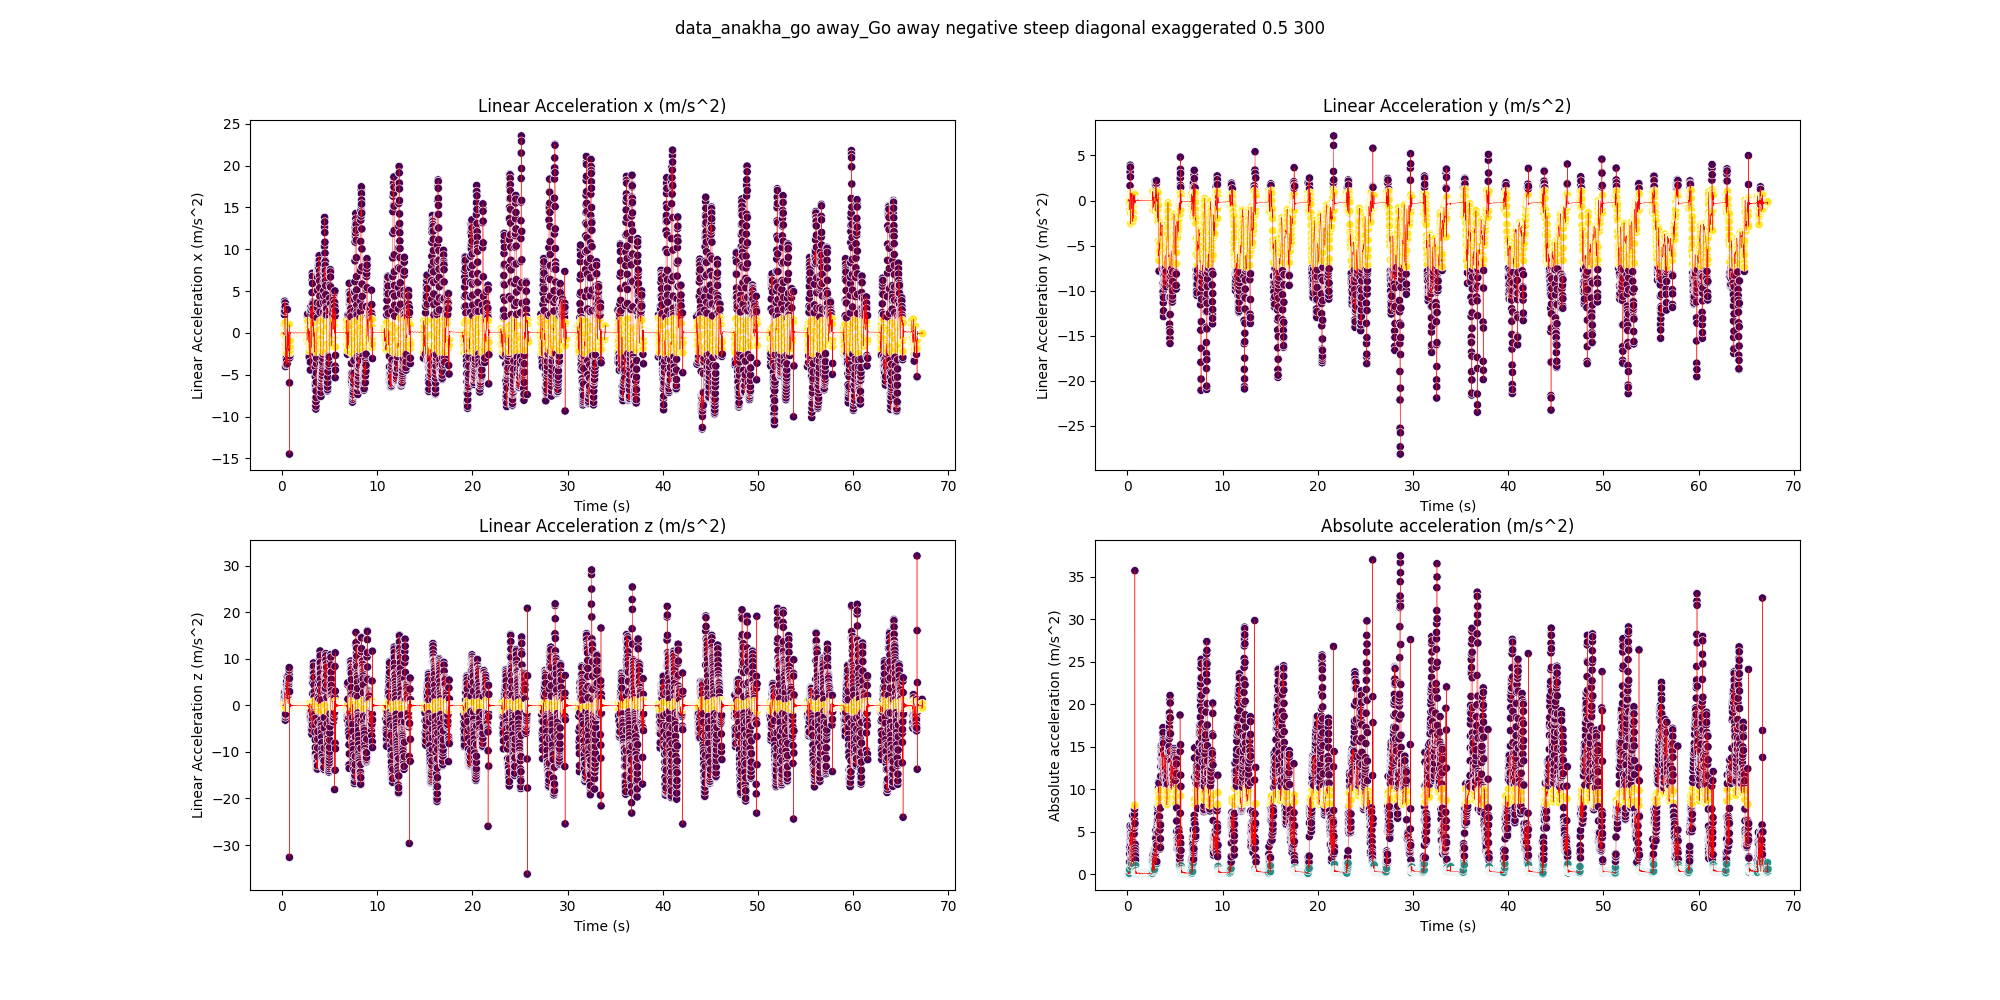 data_anakha_go away_Go away negative steep diagonal exaggerated 0.5 300
Linear Acceleration x (m/s^2)
Linear Acceleration x (m/s^2)
25
20
15
10
5
0
−5
−10
−15
0 10 20 30 40 50 60 70
Time (s)
Linear Acceleration y (m/s^2)
Linear Acceleration y (m/s^2)
5
0
−5
−10
−15
−20
−25
0 10 20 30 40 50 60 70
Time (s)
Linear Acceleration z (m/s^2)
Linear Acceleration z (m/s^2)
30
20
10
0
−10
−20
−30
0 10 20 30 40 50 60 70
Time (s)
Absolute acceleration (m/s^2)
Absolute acceleration (m/s^2)
35
30
25
20
15
10
5
0
0 10 20 30 40 50 60 70
Time (s)